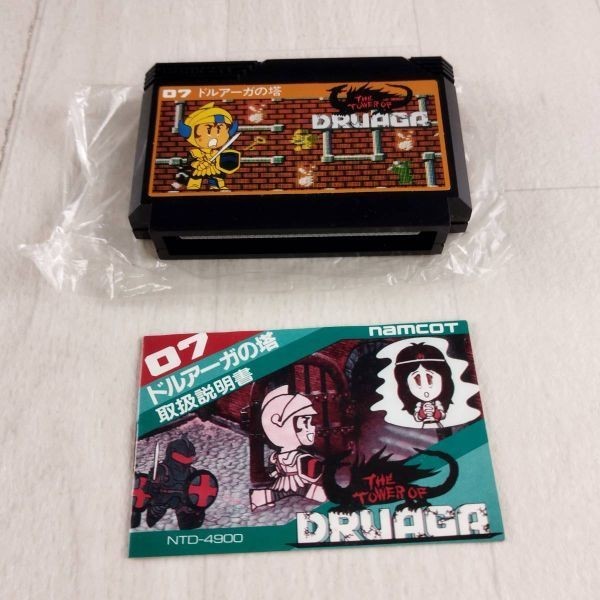 07 ドルアーガの塔
THE
TOWER OF
DRUAGA
namcot
07
ドルアーガの塔
取扱説明書
THE
TOWER OF
DRUAGA
NTD-4900